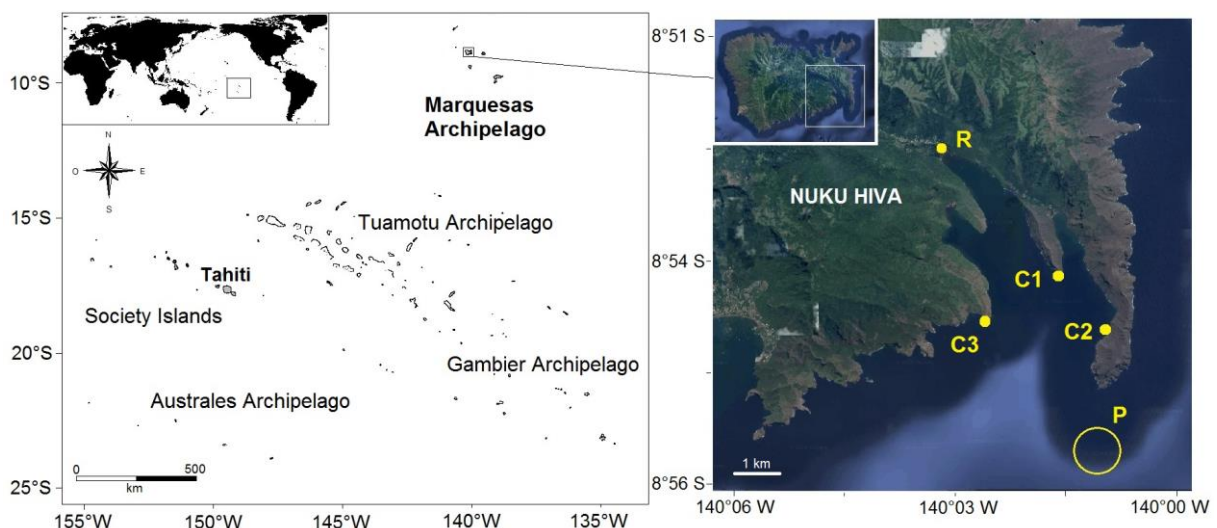 10°S
15°S
20°S
25°S
155°W
150°W
145°W
140°W
135°W
N
O
E
S
Marquesas
Archipelago
Tuamotu Archipelago
Tahiti
Society Islands
Gambier Archipelago
Australes Archipelago
0
500
km
8°51 S
8°54 S
8°56 S
140°06 W
140°03 W
140°00 W
NUKU HIVA
R
C1
C2
C3
P
1 km